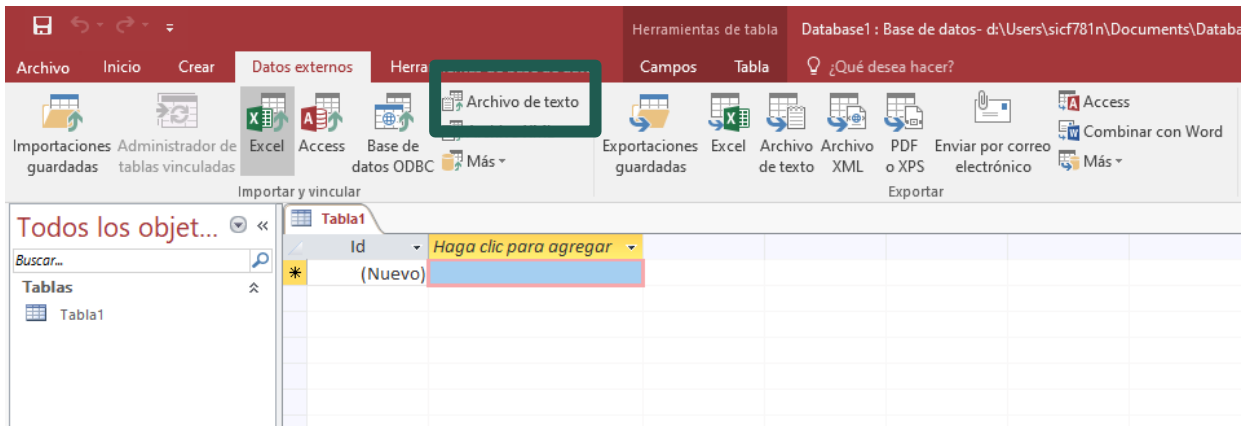 Herramientas de tabla
Database1 : Base de datos- d:\Users\sicf781n\Documents\Databa
Archivo Inicio Crear Datos externos Herra Campos Tabla ¿Qué desea hacer?
Importaciones guardadas
Administrador de tablas vinculadas
Excel
Access
Base de datos ODBC
Archivo de texto
Más
Importar y vincular
Exportaciones guardadas
Excel
Archivo de texto
Archivo XML
PDF o XPS
Enviar por correo electrónico
Access
Combinar con Word
Más
Exportar
Todos los objet...
Buscar...
Tablas
Tabla1
Tabla1
Id Haga clic para agregar
(Nuevo)